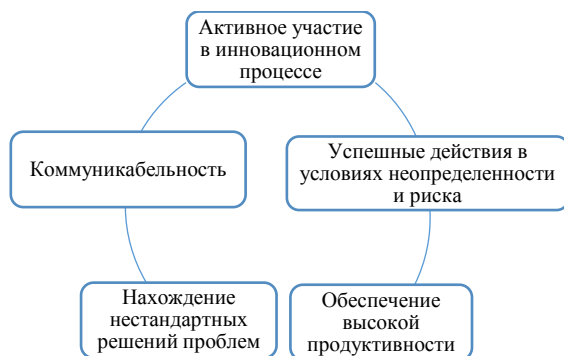 Активное участие
в инновационном
процессе
Коммуникабельность
Успешные действия в
условиях неопределенности
и риска
Нахождение
нестандартных
решений проблем
Обеспечение
высокой
продуктивности